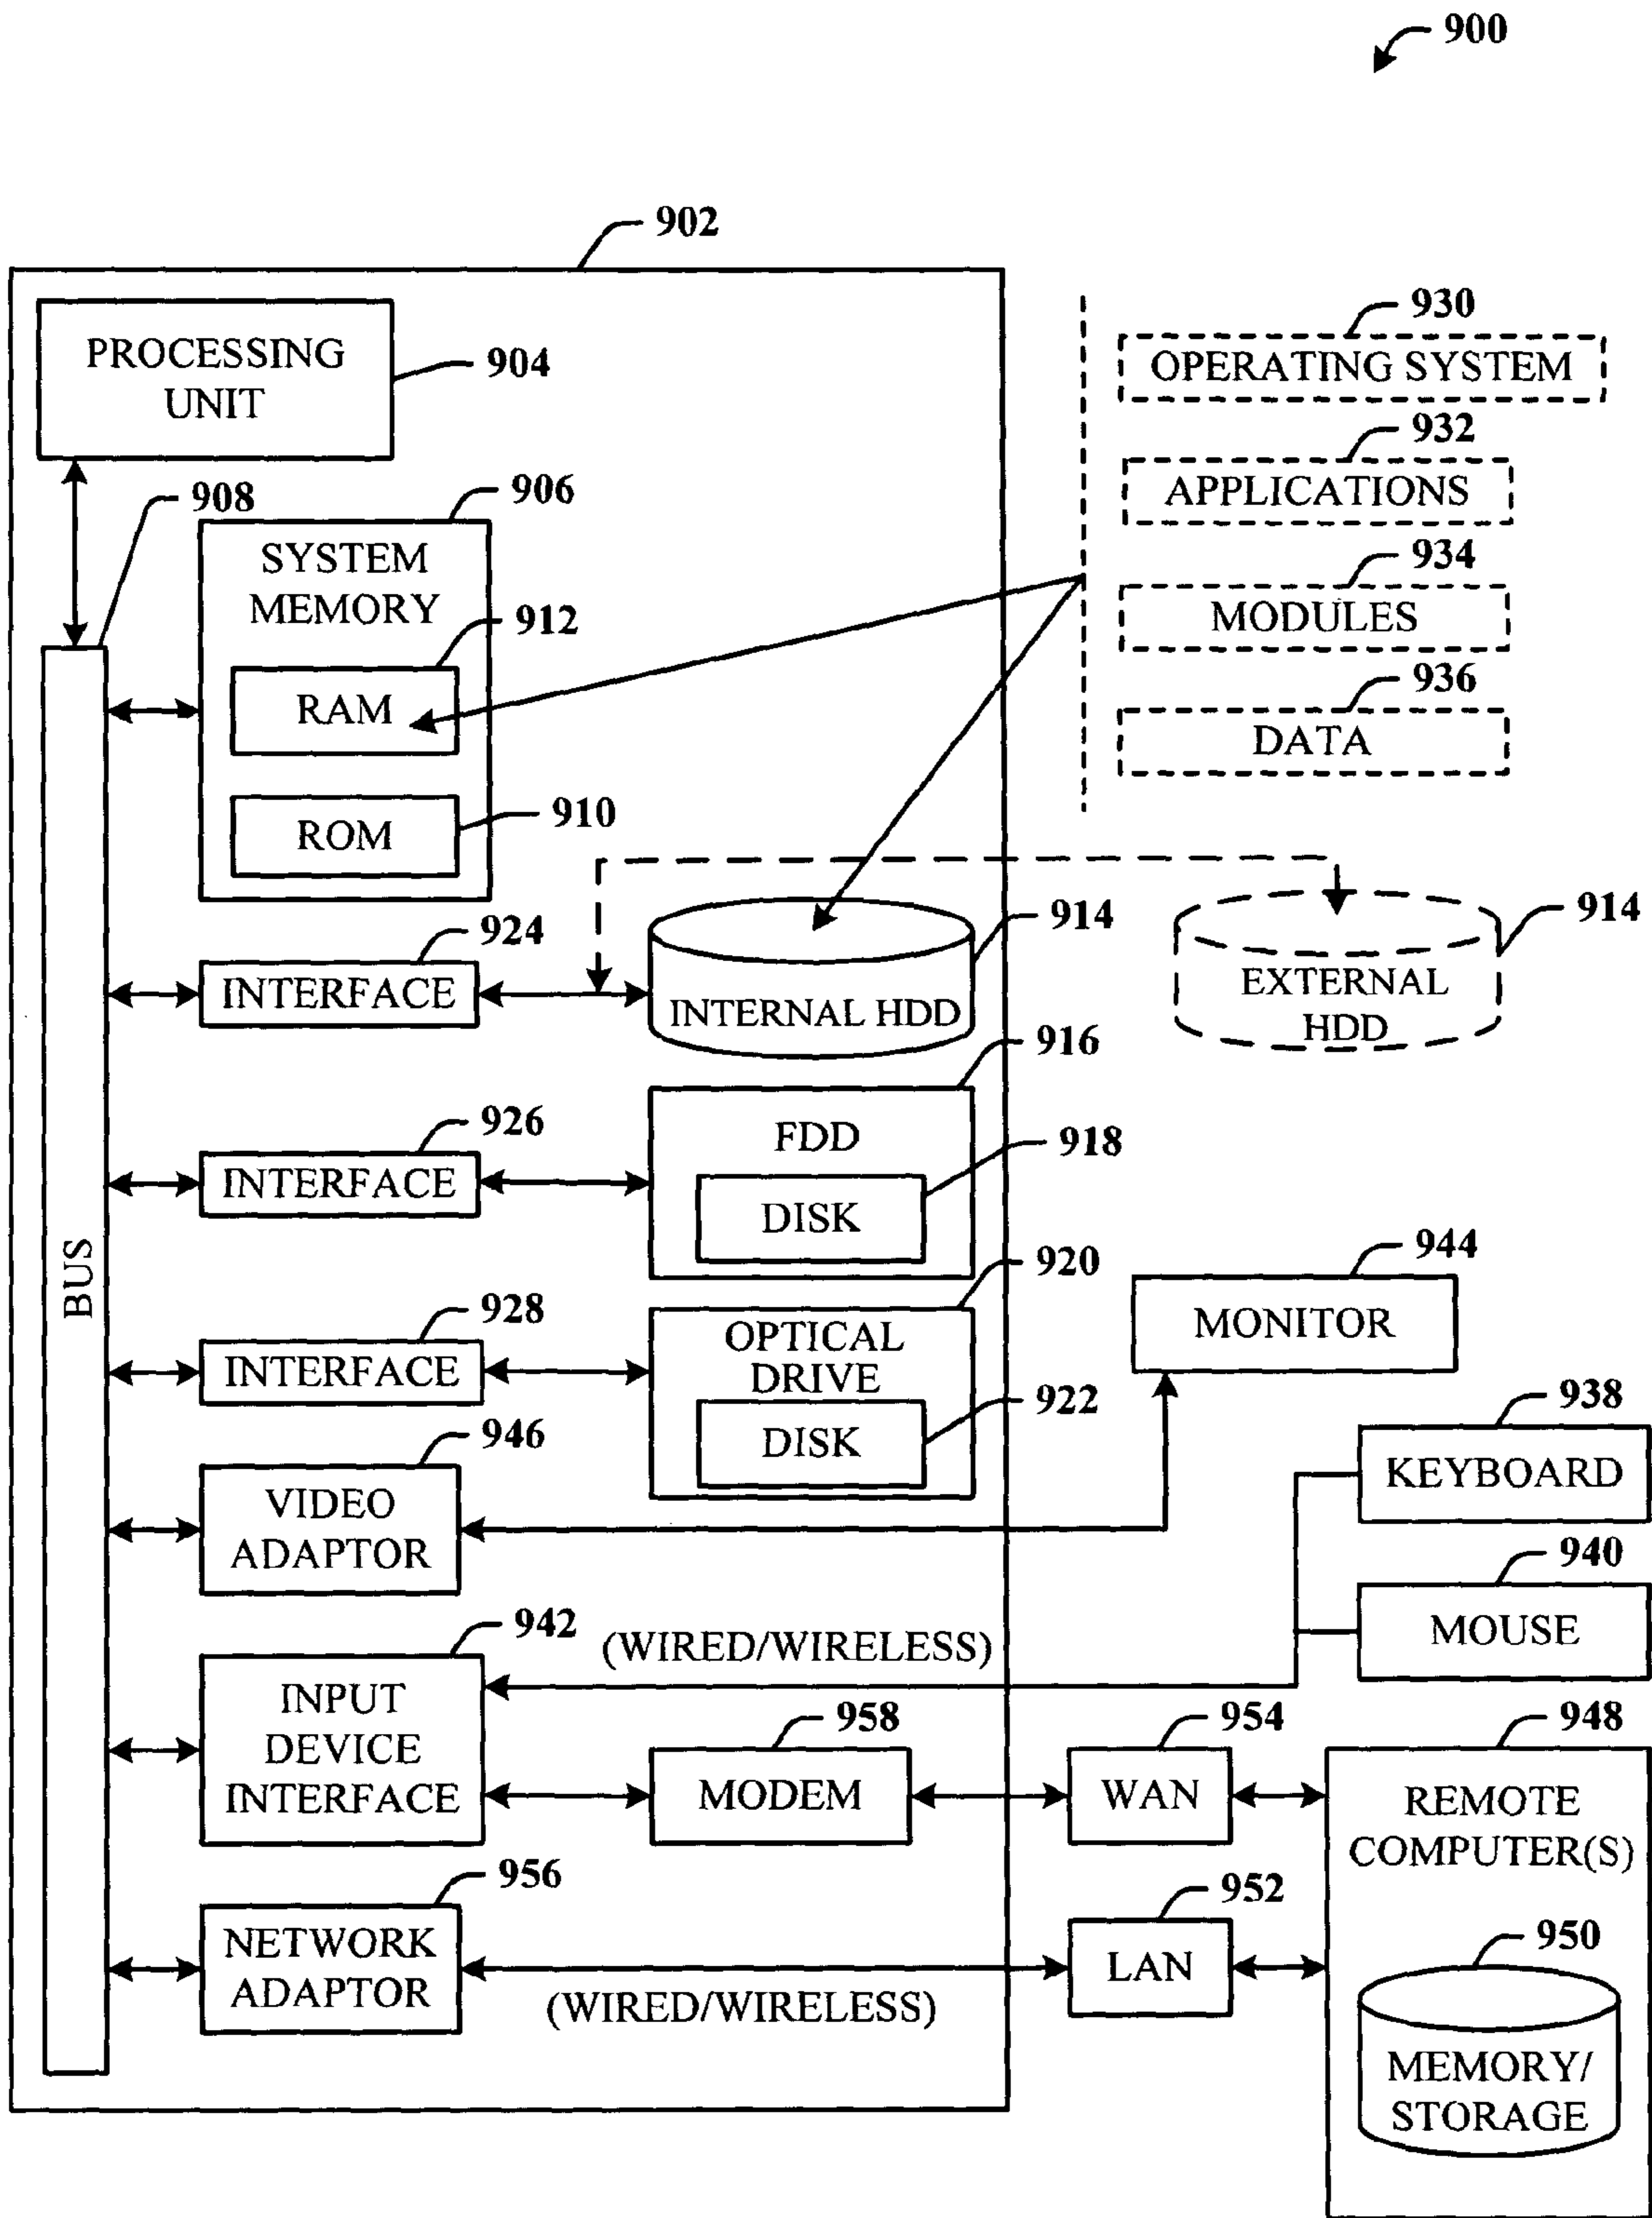 900
902
PROCESSING
UNIT
904
930
OPERATING SYSTEM
932
APPLICATIONS
934
MODULES
936
DATA
908
906
SYSTEM
MEMORY
912
RAM
910
ROM
BUS
924
INTERFACE
914
INTERNAL HDD
914
EXTERNAL
HDD
926
INTERFACE
916
FDD
918
DISK
928
INTERFACE
920
OPTICAL
DRIVE
922
DISK
944
MONITOR
946
VIDEO
ADAPTOR
938
KEYBOARD
940
MOUSE
942
INPUT
DEVICE
INTERFACE
(WIRED/WIRELESS)
958
MODEM
954
WAN
948
REMOTE
COMPUTER(S)
956
NETWORK
ADAPTOR
(WIRED/WIRELESS)
952
LAN
950
MEMORY/
STORAGE